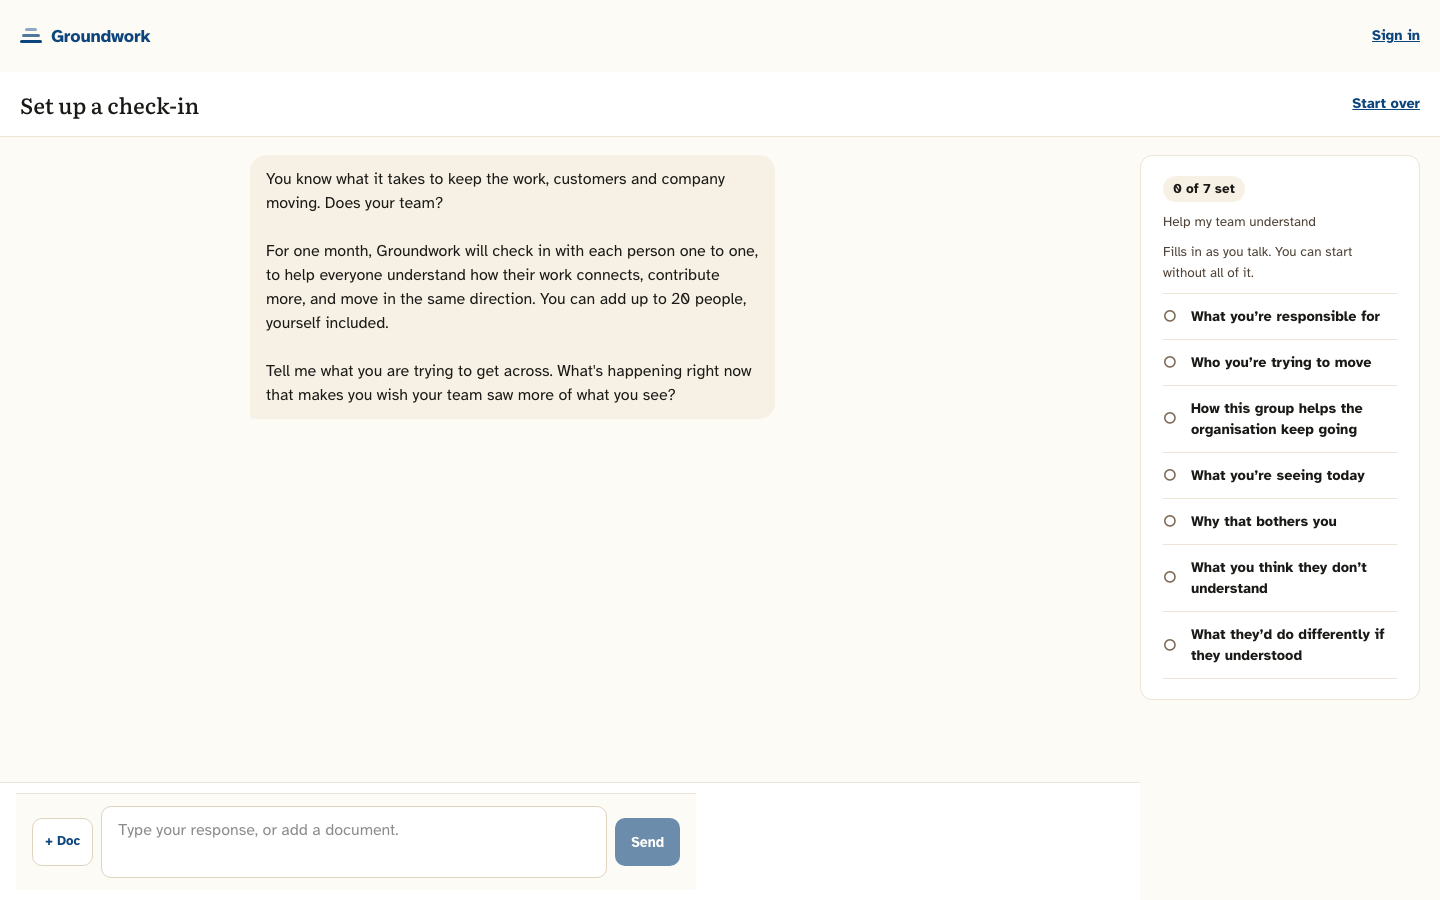 Groundwork
Sign in
Set up a check-in
Start over
You know what it takes to keep the work, customers and company
moving. Does your team?
For one month, Groundwork will check in with each person one to one,
to help everyone understand how their work connects, contribute
more, and move in the same direction. You can add up to 20 people,
yourself included.
Tell me what you are trying to get across. What's happening right now
that makes you wish your team saw more of what you see?
0 of 7 set
Help my team understand
Fills in as you talk. You can start
without all of it.
What you’re responsible for
Who you’re trying to move
How this group helps the
organisation keep going
What you’re seeing today
Why that bothers you
What you think they don’t
understand
What they’d do differently if
they understood
+ Doc
Type your response, or add a document.
Send